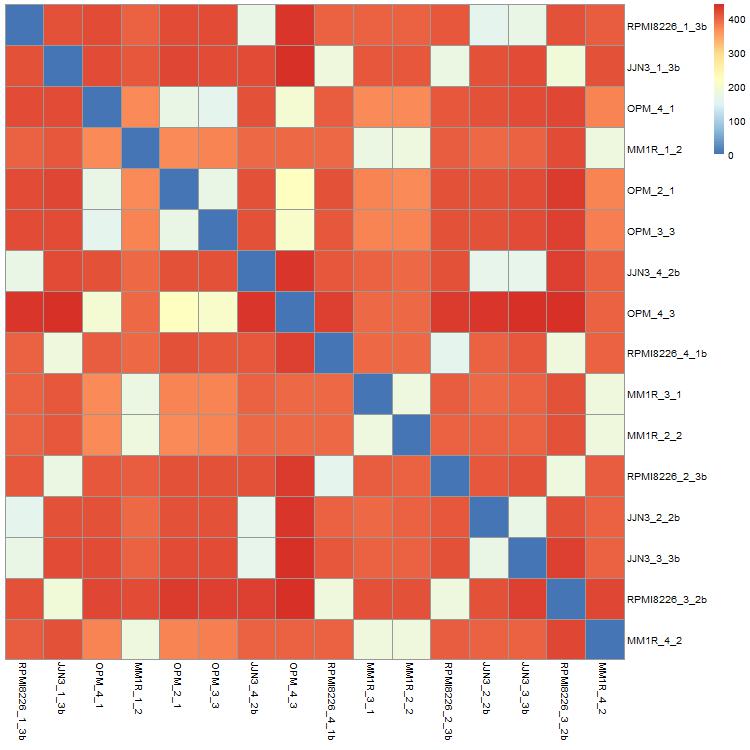 400
300
200
100
0
RPMI8226_1_3b
JJN3_1_3b
OPM_4_1
MM1R_1_2
OPM_2_1
OPM_3_3
JJN3_4_2b
OPM_4_3
RPMI8226_4_1b
MM1R_3_1
MM1R_2_2
RPMI8226_2_3b
JJN3_2_2b
JJN3_3_3b
RPMI8226_3_2b
MM1R_4_2
RPMI8226_1_3b
JJN3_1_3b
OPM_4_1
MM1R_1_2
OPM_2_1
OPM_3_3
JJN3_4_2b
OPM_4_3
RPMI8226_4_1b
MM1R_3_1
MM1R_2_2
RPMI8226_2_3b
JJN3_2_2b
JJN3_3_3b
RPMI8226_3_2b
MM1R_4_2